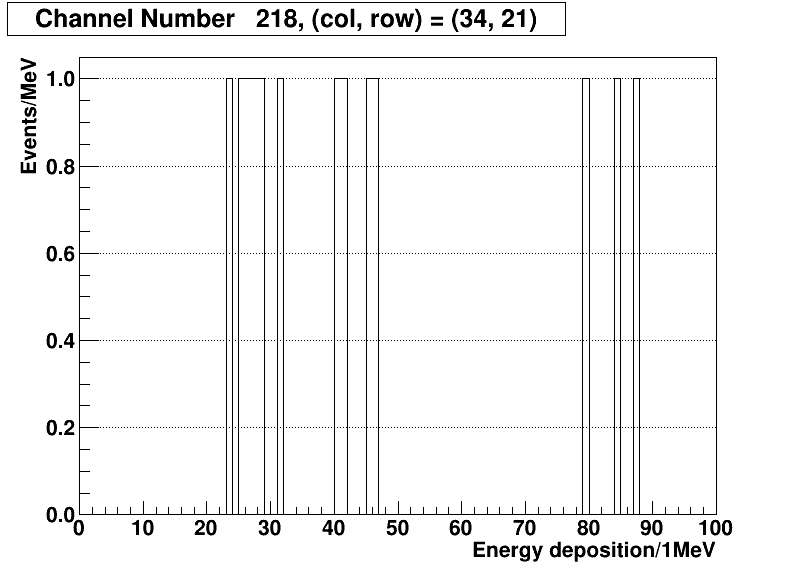 Channel Number 218, (col, row) = (34, 21)
Events/MeV
1.0
0.8
0.6
0.4
0.2
0.0
0 10 20 30 40 50 60 70 80 90 100
Energy deposition/1MeV